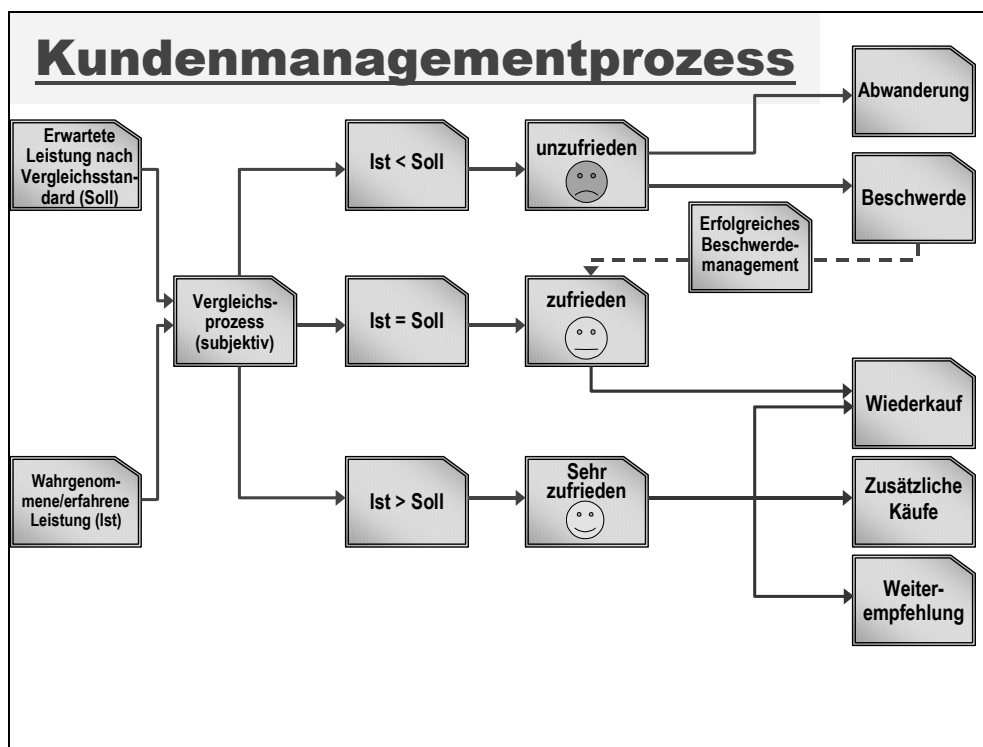 Kundenmanagementprozess
Abwanderung
Erwartete
Leistung nach
Vergleichsstan-
dard (Soll)
Ist < Soll
unzufrieden
Beschwerde
Erfolgreiches
Beschwerde-
management
Vergleichs-
prozess
(subjektiv)
Ist = Soll
zufrieden
Wiederkauf
Wahrgenom-
mene/erfahrene
Leistung (Ist)
Ist > Soll
Sehr
zufrieden
Zusätzliche
Käufe
Weiter-
empfehlung